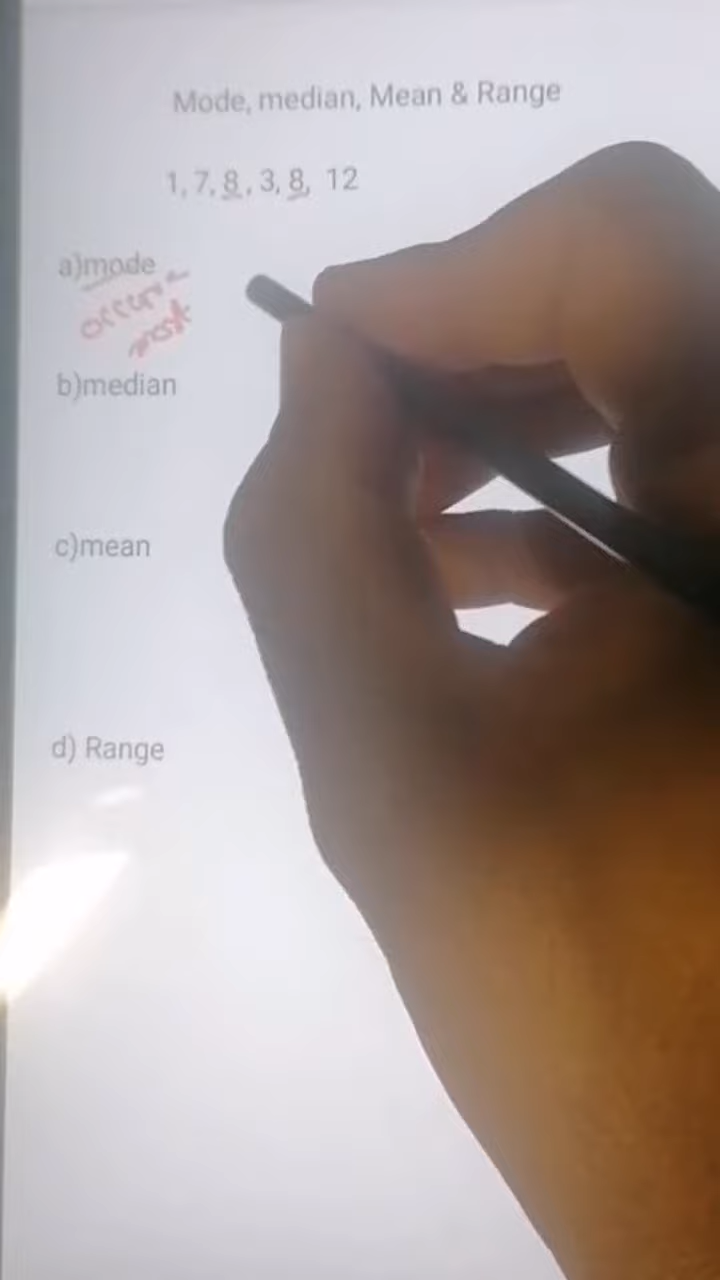 Mode, median, Mean & Range
1, 7, 8, 3, 8, 12
a)mode
occurs
most
b)median
c)mean
d) Range